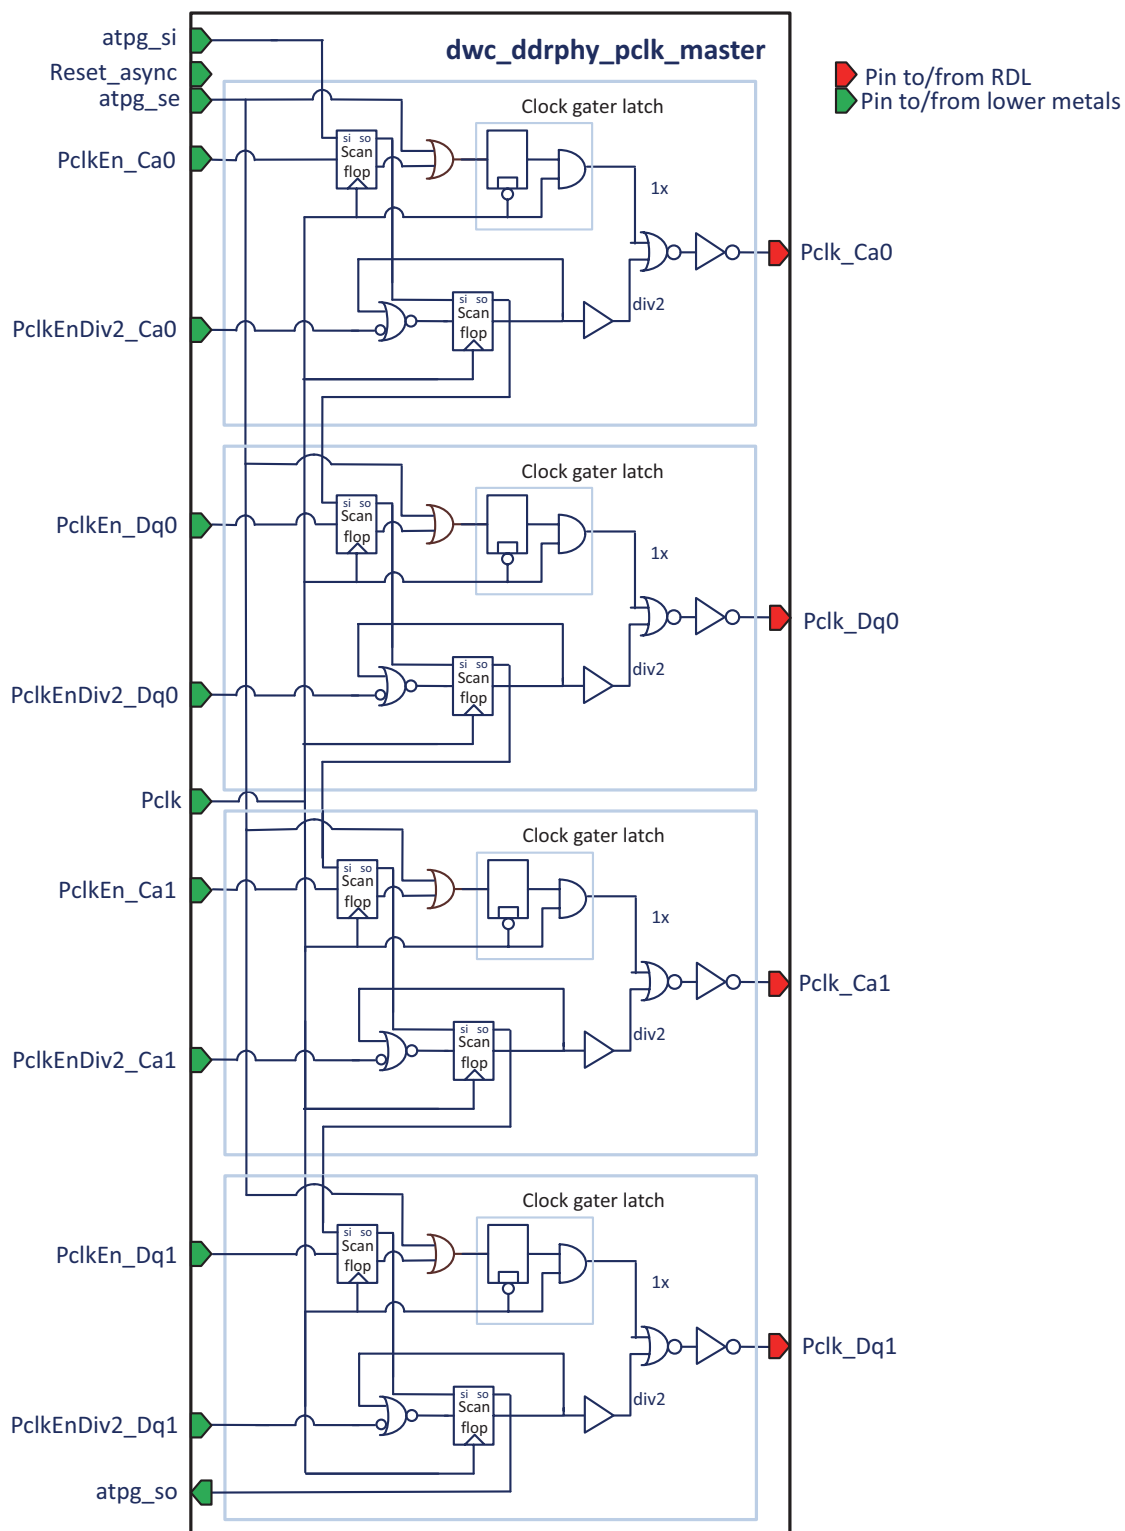 atpg_si
dwc_ddrphy_pclk_master
Reset_async
Pin to/from RDL
atpg_se
Pin to/from lower metals
Clock gater latch
si so
Scan
flop
PclkEn_Ca0
1x
Pclk_Ca0
si so
Scan
flop
div2
PclkEnDiv2_Ca0
Clock gater latch
si so
Scan
flop
PclkEn_Dq0
1x
Pclk_Dq0
si so
Scan
flop
div2
PclkEnDiv2_Dq0
Pclk
Clock gater latch
si so
Scan
flop
PclkEn_Ca1
1x
Pclk_Ca1
si so
Scan
flop
div2
PclkEnDiv2_Ca1
Clock gater latch
si so
Scan
flop
PclkEn_Dq1
1x
Pclk_Dq1
si so
Scan
flop
div2
PclkEnDiv2_Dq1
atpg_so